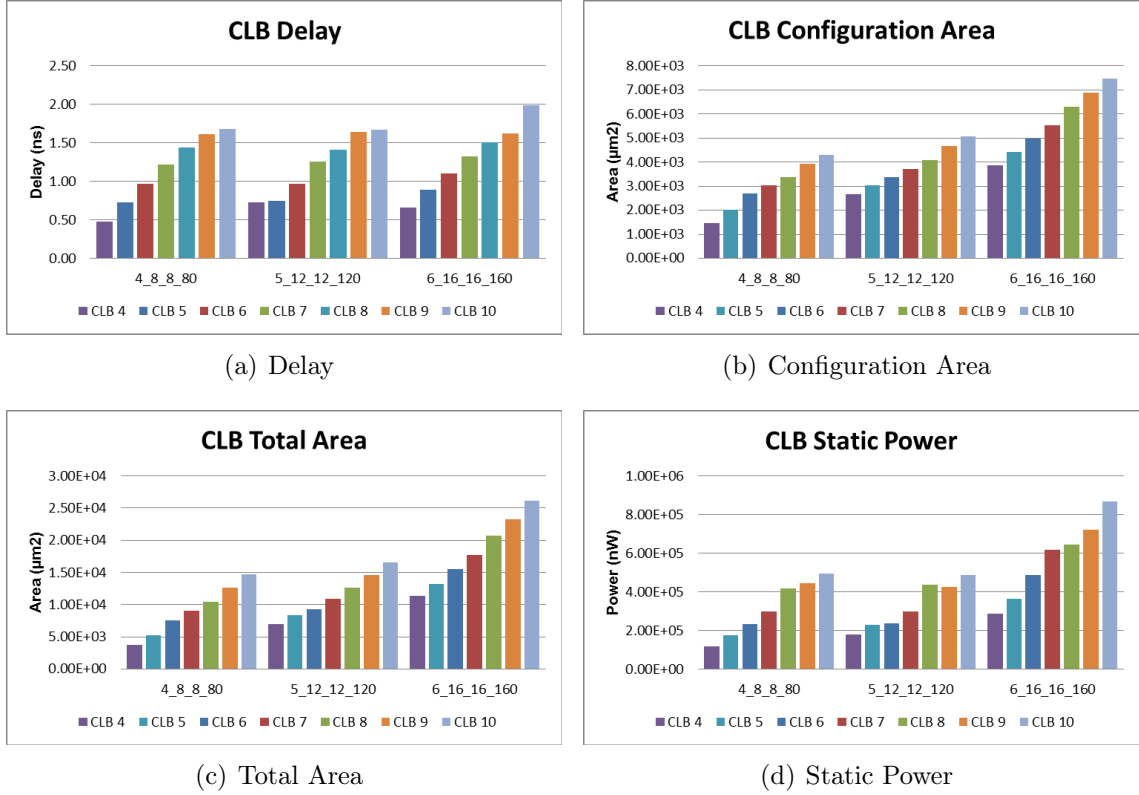 CLB Delay
Delay (ns)
2.50
2.00
1.50
1.00
0.50
0.00
4_8_8_80 5_12_12_120 6_16_16_160
CLB 4 CLB 5 CLB 6 CLB 7 CLB 8 CLB 9 CLB 10
(a) Delay
CLB Configuration Area
Area (µm2)
8.00E+03
7.00E+03
6.00E+03
5.00E+03
4.00E+03
3.00E+03
2.00E+03
1.00E+03
0.00E+00
4_8_8_80 5_12_12_120 6_16_16_160
CLB 4 CLB 5 CLB 6 CLB 7 CLB 8 CLB 9 CLB 10
(b) Configuration Area
CLB Total Area
Area (µm2)
3.00E+04
2.50E+04
2.00E+04
1.50E+04
1.00E+04
5.00E+03
0.00E+00
4_8_8_80 5_12_12_120 6_16_16_160
CLB 4 CLB 5 CLB 6 CLB 7 CLB 8 CLB 9 CLB 10
(c) Total Area
CLB Static Power
Power (nW)
1.00E+06
8.00E+05
6.00E+05
4.00E+05
2.00E+05
0.00E+00
4_8_8_80 5_12_12_120 6_16_16_160
CLB 4 CLB 5 CLB 6 CLB 7 CLB 8 CLB 9 CLB 10
(d) Static Power